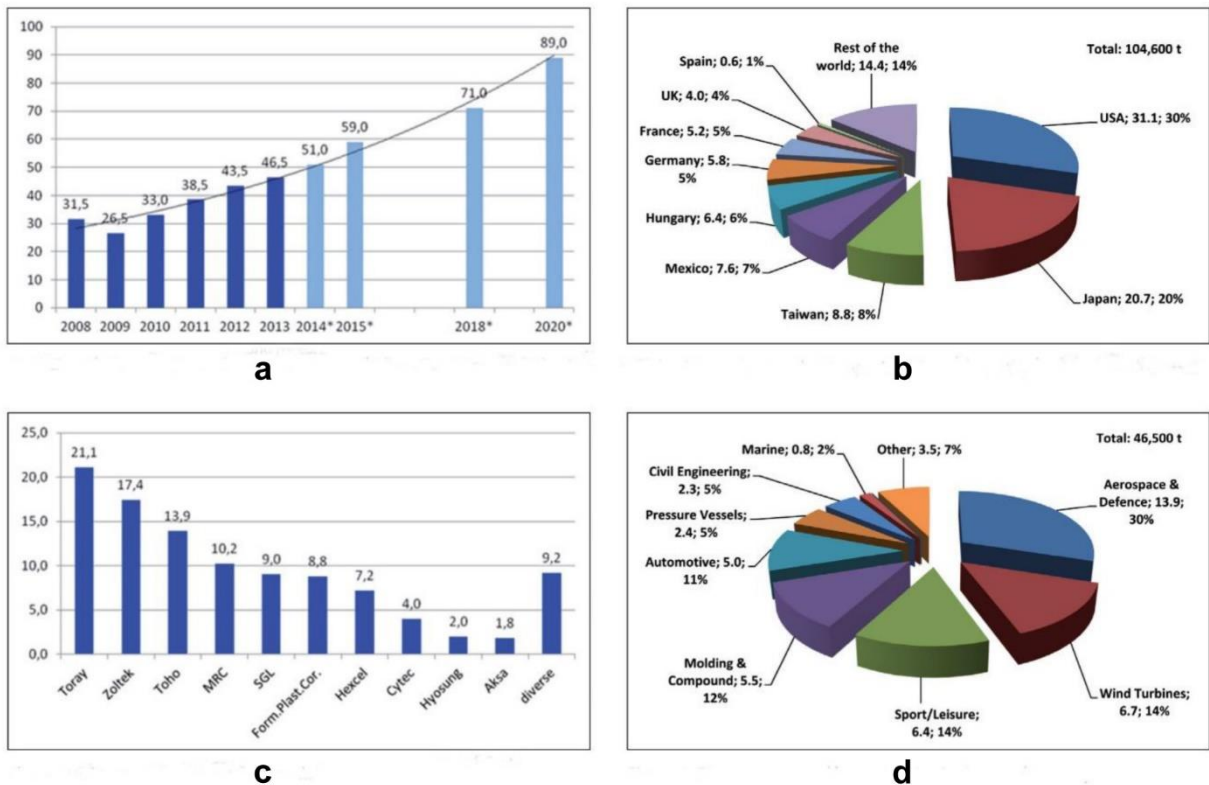 100
90
80
70
60
50
40
30
20
10
0
31,5
26,5
33,0
38,5
43,5
46,5
51,0
59,0
71,0
89,0
2008 2009 2010 2011 2012 2013 2014* 2015* 2018* 2020*
a
Total: 104,600 t
Rest of the
world; 14.4; 14%
Spain; 0.6; 1%
UK; 4.0; 4%
France; 5.2; 5%
Germany; 5.8;
5%
Hungary; 6.4; 6%
Mexico; 7.6; 7%
Taiwan; 8.8; 8%
Japan; 20.7; 20%
USA; 31.1; 30%
b
25,0
20,0
15,0
10,0
5,0
0,0
21,1
17,4
13,9
10,2
9,0
8,8
7,2
4,0
2,0
1,8
9,2
Toray
Zoltek
Toho
MRC
SGL
Form.Plast.Cor.
Hexcel
Cytec
Hyosung
Aksa
diverse
c
Total: 46,500 t
Marine; 0.8; 2%
Other; 3.5; 7%
Civil Engineering;
2.3; 5%
Pressure Vessels;
2.4; 5%
Automotive; 5.0;
11%
Molding &
Compound; 5.5;
12%
Sport/Leisure;
6.4; 14%
Wind Turbines;
6.7; 14%
Aerospace &
Defence; 13.9;
30%
d